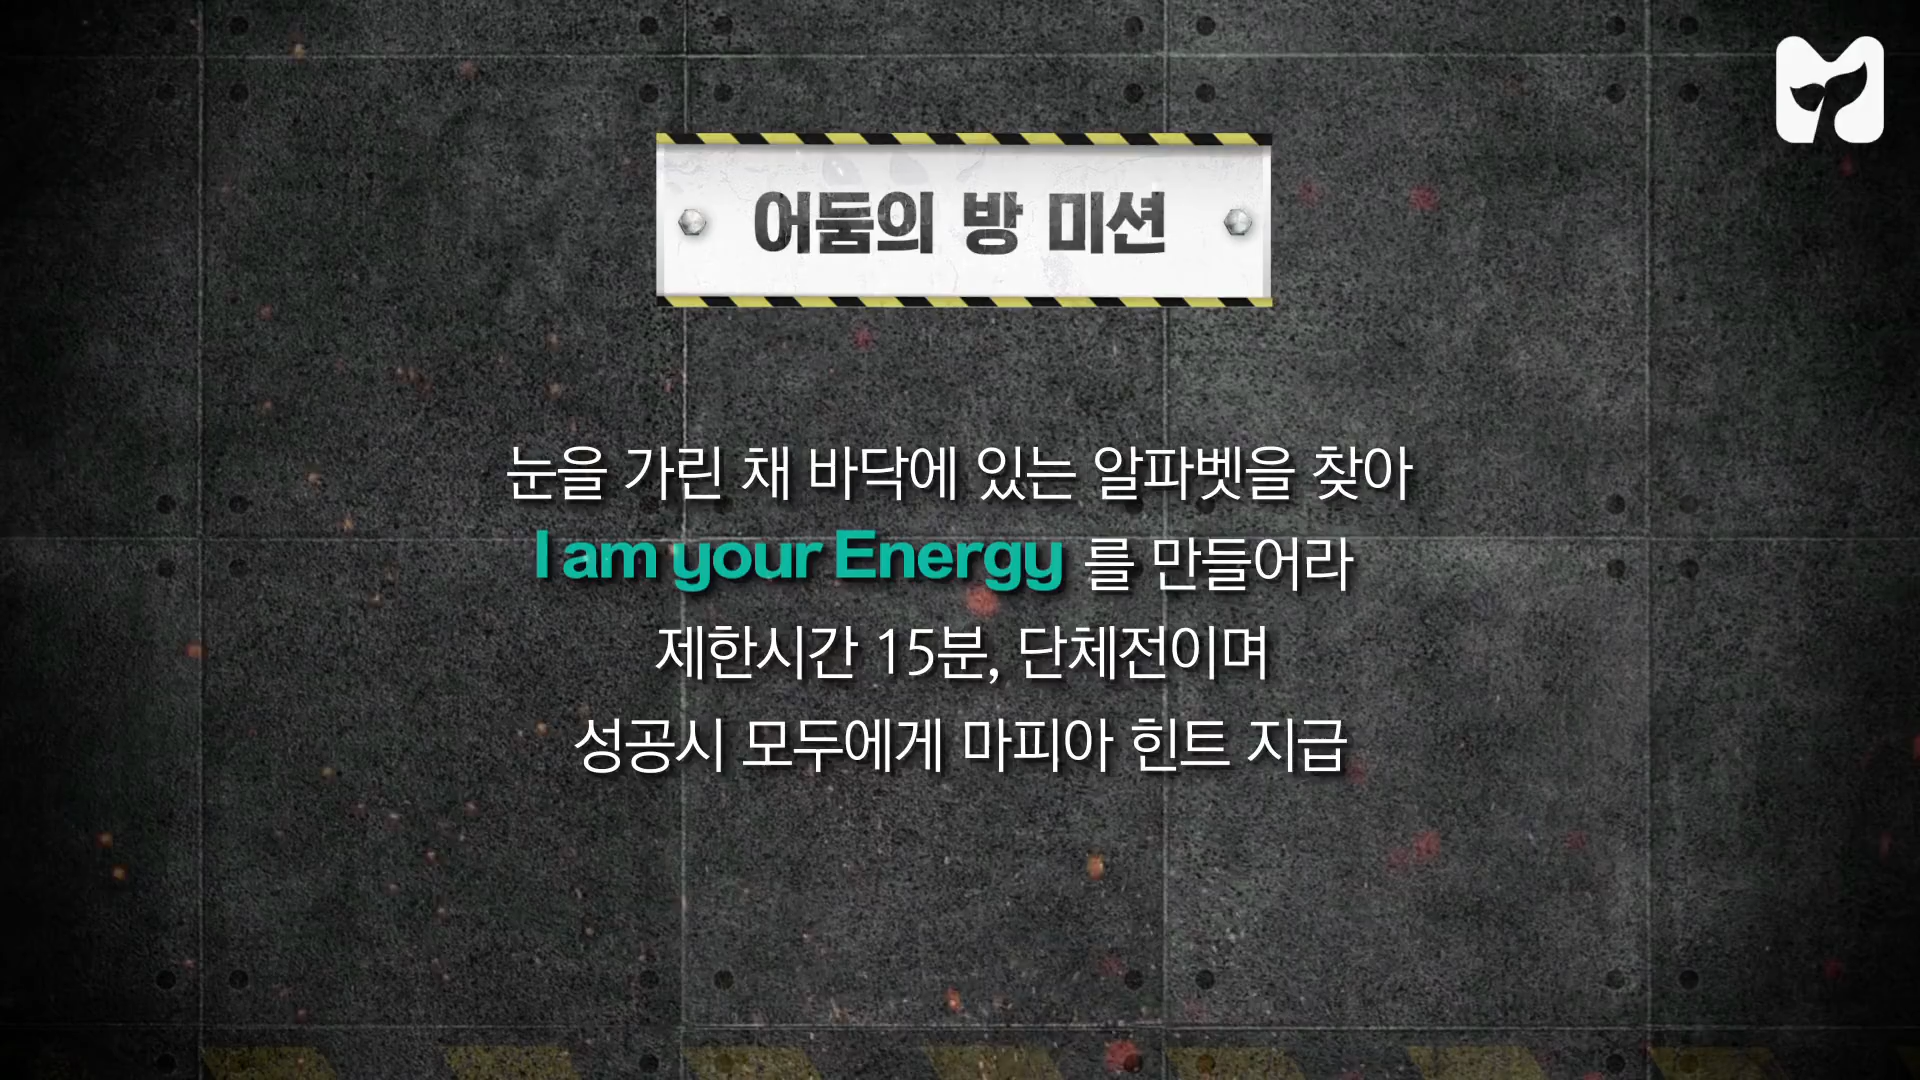 어둠의 방 미션
눈을 가린 채 바닥에 있는 알파벳을 찾아
I am your Energy 를 만들어라
제한시간 15분, 단체전이며
성공시 모두에게 마피아 힌트 지급